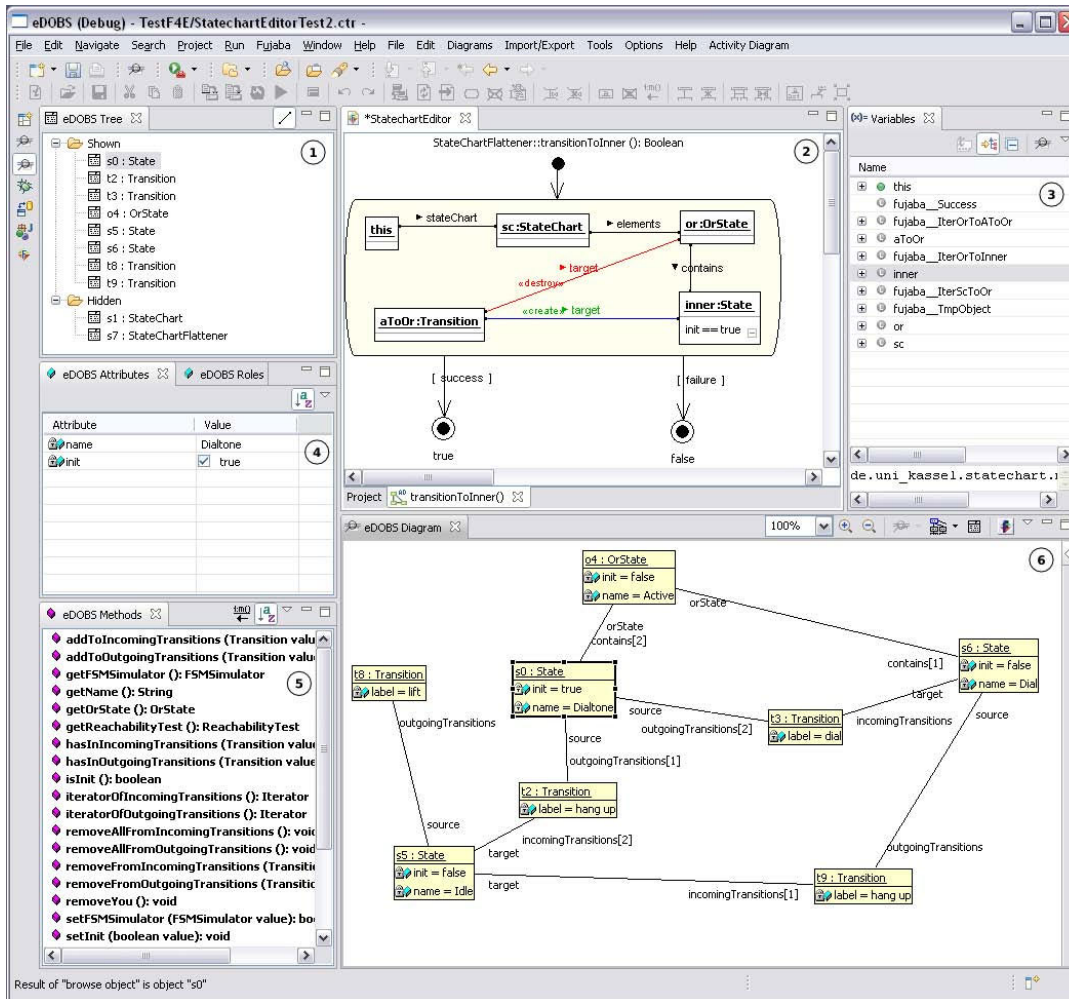 eDOBS (Debug) - TestF4E/StatechartEditorTest2.ctr -
File Edit Navigate Search Project Run Fujaba Window Help File Edit Diagrams Import/Export Tools Options Help Activity Diagram
eDOBS Tree
1
Shown
s0 : State
t2 : Transition
t3 : Transition
o4 : OrState
s5 : State
s6 : State
t8 : Transition
t9 : Transition
Hidden
s1 : StateChart
s7 : StateChartFlattener
*StatechartEditor
StateChartFlattener::transitionToInner (): Boolean
2
this
stateChart
sc:StateChart
elements
or:OrState
target
«destroy»
contains
aToOr:Transition
«create»
target
inner:State
init == true
[ success ]
[ failure ]
true
false
Project transitionToInner()
(x)= Variables
Name
3
this
fujaba__Success
fujaba__IterOrToAToOr
aToOr
fujaba__IterOrToInner
inner
fujaba__IterScToOr
fujaba__TmpObject
or
sc
de.uni_kassel.statechart.
eDOBS Attributes eDOBS Roles
Attribute Value
name Dialtone
init true
4
eDOBS Methods
5
addToIncomingTransitions (Transition valu
addToOutgoingTransitions (Transition valu
getFSMSimulator (): FSMSimulator
getName (): String
getOrState (): OrState
getReachabilityTest (): ReachabilityTest
hasInIncomingTransitions (Transition value
hasInOutgoingTransitions (Transition value
isInit (): boolean
iteratorOfIncomingTransitions (): Iterator
iteratorOfOutgoingTransitions (): Iterator
removeAllFromIncomingTransitions (): void
removeAllFromOutgoingTransitions (): void
removeFromIncomingTransitions (Transitic
removeFromOutgoingTransitions (Transitic
removeYou (): void
setFSMSimulator (FSMSimulator value): boo
setInit (boolean value): void
eDOBS Diagram
100%
6
o4 : OrState
init = false
name = Active
orState
orState
contains[2]
s0 : State
init = true
name = Dialtone
t8 : Transition
label = lift
outgoingTransitions
source
source
outgoingTransitions[2]
t3 : Transition
label = dial
contains[1]
target
incomingTransitions
s6 : State
init = false
name = Dial
source
source
outgoingTransitions[1]
t2 : Transition
label = hang up
incomingTransitions[2]
target
s5 : State
init = false
name = Idle
target
incomingTransitions[1]
outgoingTransitions
t9 : Transition
label = hang up
Result of "browse object" is object "s0"